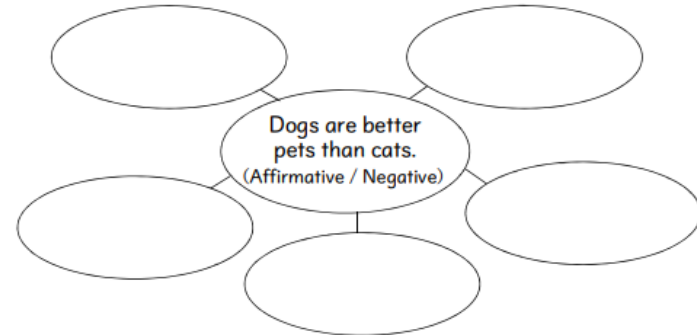 Dogs are better
pets than cats.
(Affirmative / Negative)